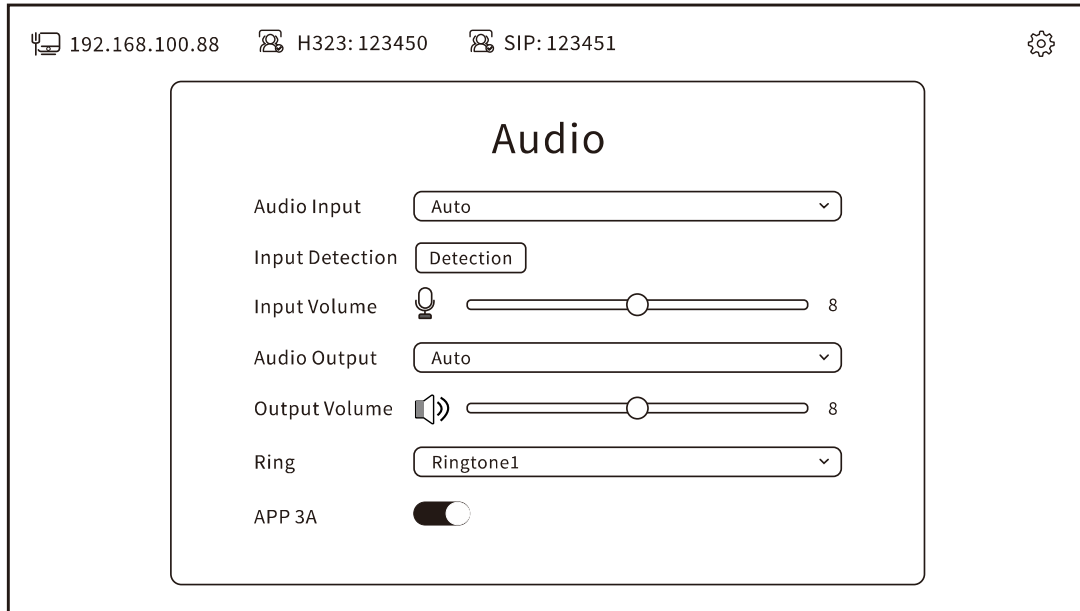 192.168.100.88 H323: 123450 SIP: 123451
Audio
Audio Input Auto
Input Detection Detection
Input Volume 8
Audio Output Auto
Output Volume 8
Ring Ringtone1
APP 3A